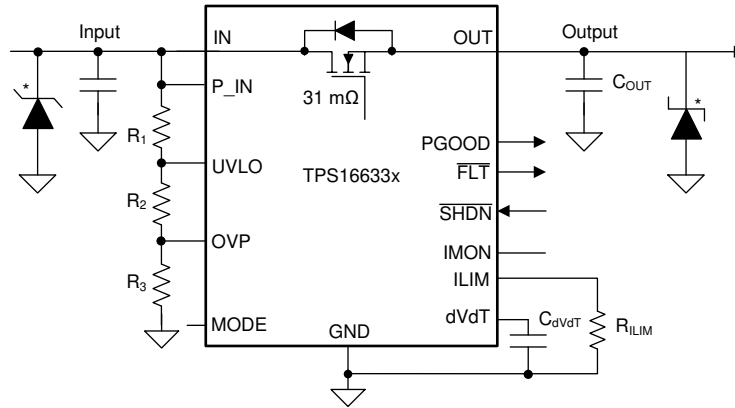 Input
IN
OUT
Output
*
P_IN
31 mΩ
COUT
*
R1
PGOOD
UVLO
TPS16633x
FLT
R2
SHDN
OVP
IMON
R3
ILIM
MODE
dVdT
CdVdT
RILIM
GND